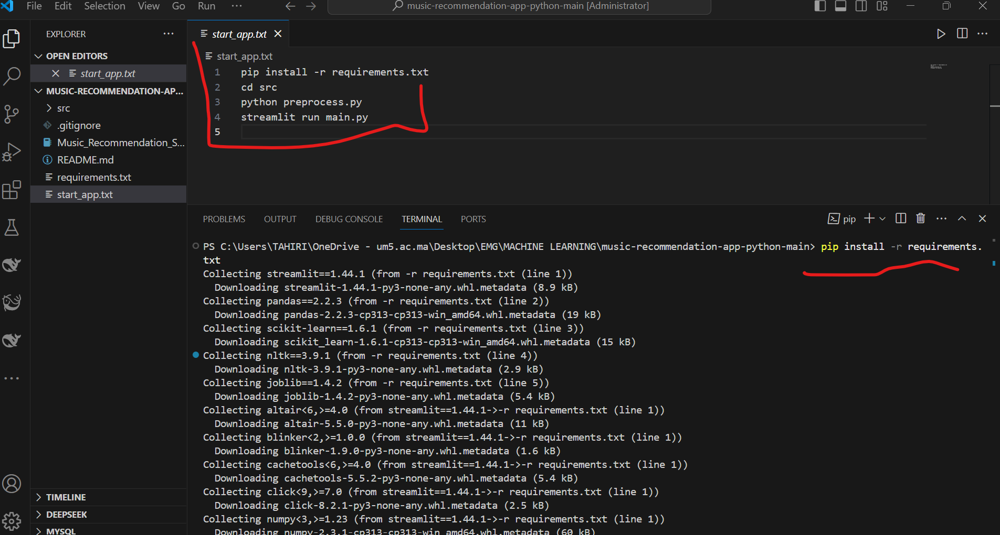 File Edit Selection View Go Run ···
music-recommendation-app-python-main [Administrator]
EXPLORER ···
OPEN EDITORS
start_app.txt
MUSIC-RECOMMENDATION-AP...
src
.gitignore
Music_Recommendation_S...
README.md
requirements.txt
start_app.txt
TIMELINE
DEEPSEEK
MYSQL
start_app.txt
start_app.txt
1 pip install -r requirements.txt
2 cd src
3 python preprocess.py
4 streamlit run main.py
5
PROBLEMS OUTPUT DEBUG CONSOLE TERMINAL PORTS
pip
PS C:\Users\TAHIRI\OneDrive - um5.ac.ma\Desktop\EMG\MACHINE LEARNING\music-recommendation-app-python-main> pip install -r requirements.
txt
Collecting streamlit==1.44.1 (from -r requirements.txt (line 1))
Downloading streamlit-1.44.1-py3-none-any.whl.metadata (8.9 kB)
Collecting pandas==2.2.3 (from -r requirements.txt (line 2))
Downloading pandas-2.2.3-cp313-cp313-win_amd64.whl.metadata (19 kB)
Collecting scikit-learn==1.6.1 (from -r requirements.txt (line 3))
Downloading scikit_learn-1.6.1-cp313-cp313-win_amd64.whl.metadata (15 kB)
Collecting nltk==3.9.1 (from -r requirements.txt (line 4))
Downloading nltk-3.9.1-py3-none-any.whl.metadata (2.9 kB)
Collecting joblib==1.4.2 (from -r requirements.txt (line 5))
Downloading joblib-1.4.2-py3-none-any.whl.metadata (5.4 kB)
Collecting altair<6,>=4.0 (from streamlit==1.44.1->-r requirements.txt (line 1))
Downloading altair-5.5.0-py3-none-any.whl.metadata (11 kB)
Collecting blinker<2,>=1.0.0 (from streamlit==1.44.1->-r requirements.txt (line 1))
Downloading blinker-1.9.0-py3-none-any.whl.metadata (1.6 kB)
Collecting cachetools<6,>=4.0 (from streamlit==1.44.1->-r requirements.txt (line 1))
Downloading cachetools-5.5.2-py3-none-any.whl.metadata (5.4 kB)
Collecting click<9,>=7.0 (from streamlit==1.44.1->-r requirements.txt (line 1))
Downloading click-8.2.1-py3-none-any.whl.metadata (2.5 kB)
Collecting numpy<3,>=1.23 (from streamlit==1.44.1->-r requirements.txt (line 1))
Downloading numpy-2.3.1-cp313-cp313-win_amd64.whl.metadata (60 kB)